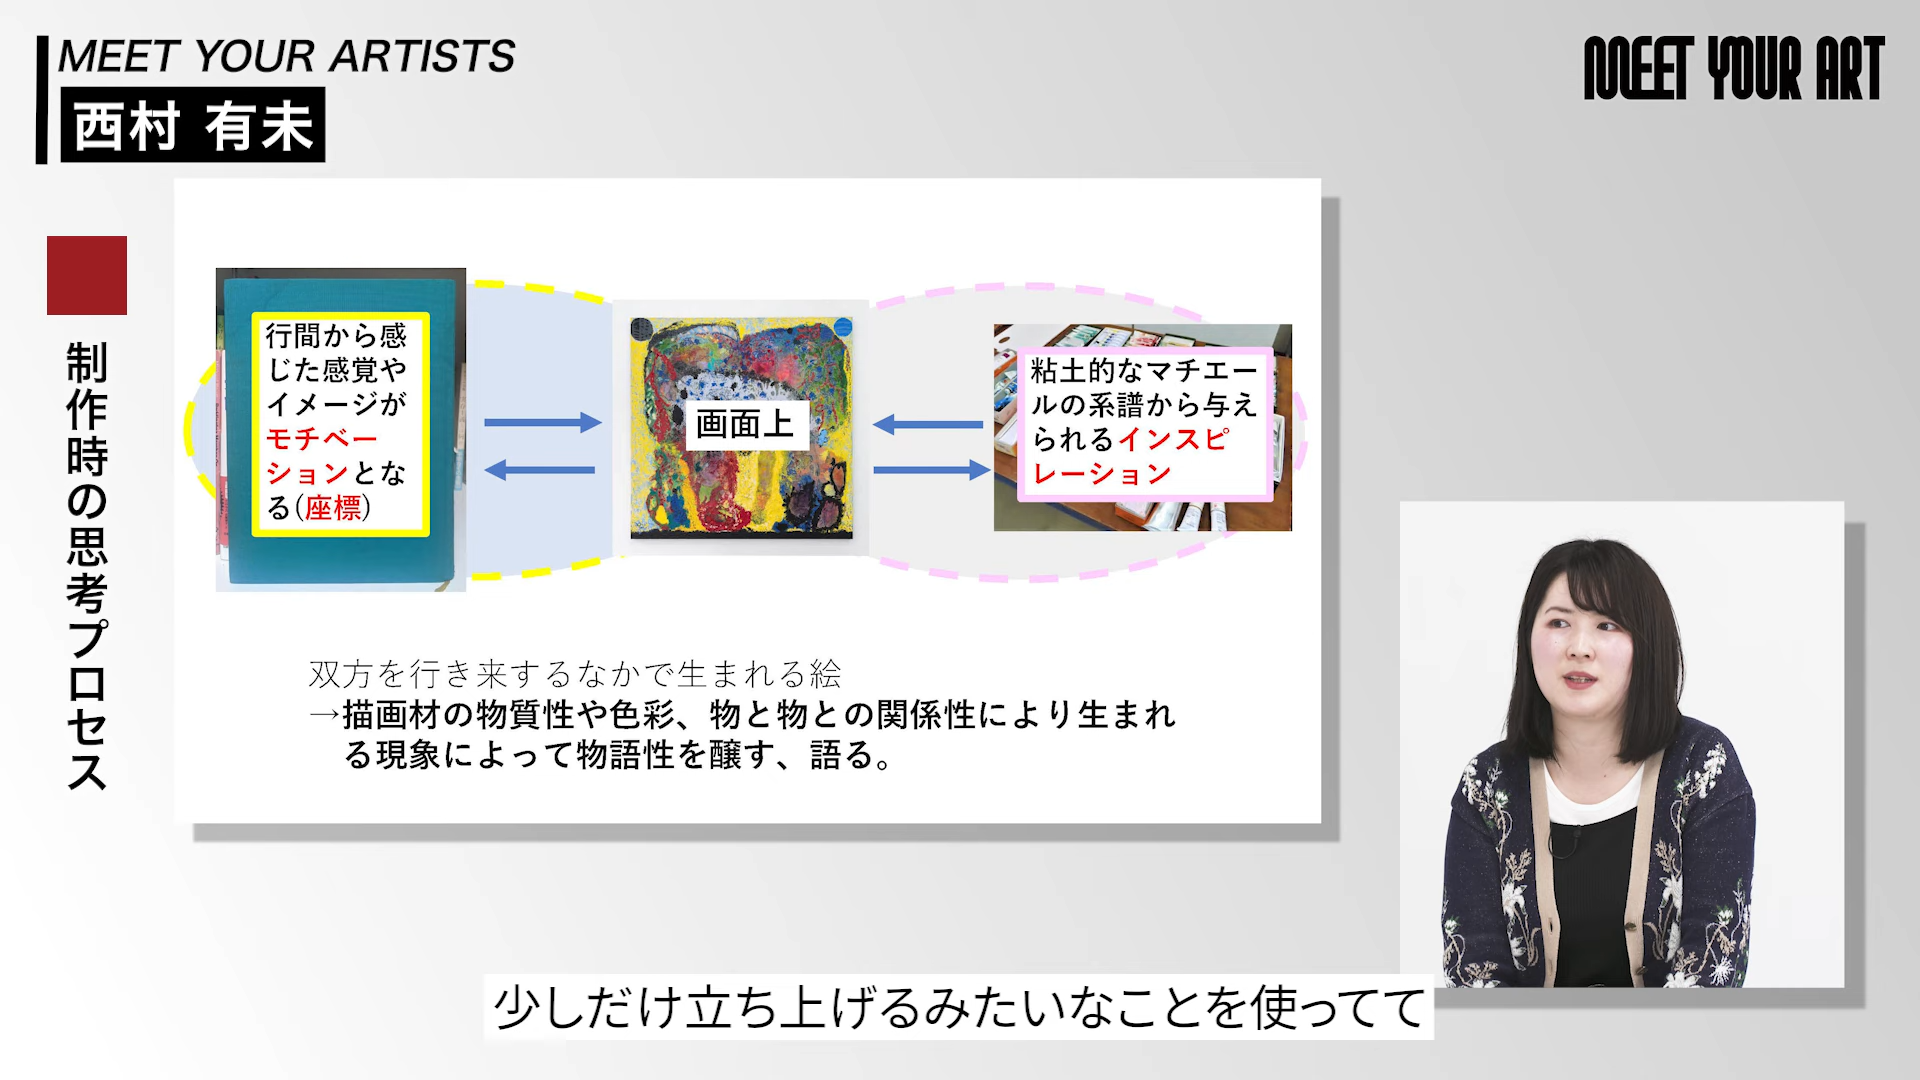 MEET YOUR ARTISTS
西村 有未
MEET YOUR ART
制作時の思考プロセス
行間から感
じた感覚や
イメージが
モチベー
ションとな
る(座標)
画面上
粘土的なマチエー
ルの系譜から与え
られるインスピ
レーション
双方を行き来するなかで生まれる絵
→描画材の物質性や色彩、物と物との関係性により生まれ
る現象によって物語性を醸す、語る。
少しだけ立ち上げるみたいなことを使ってて